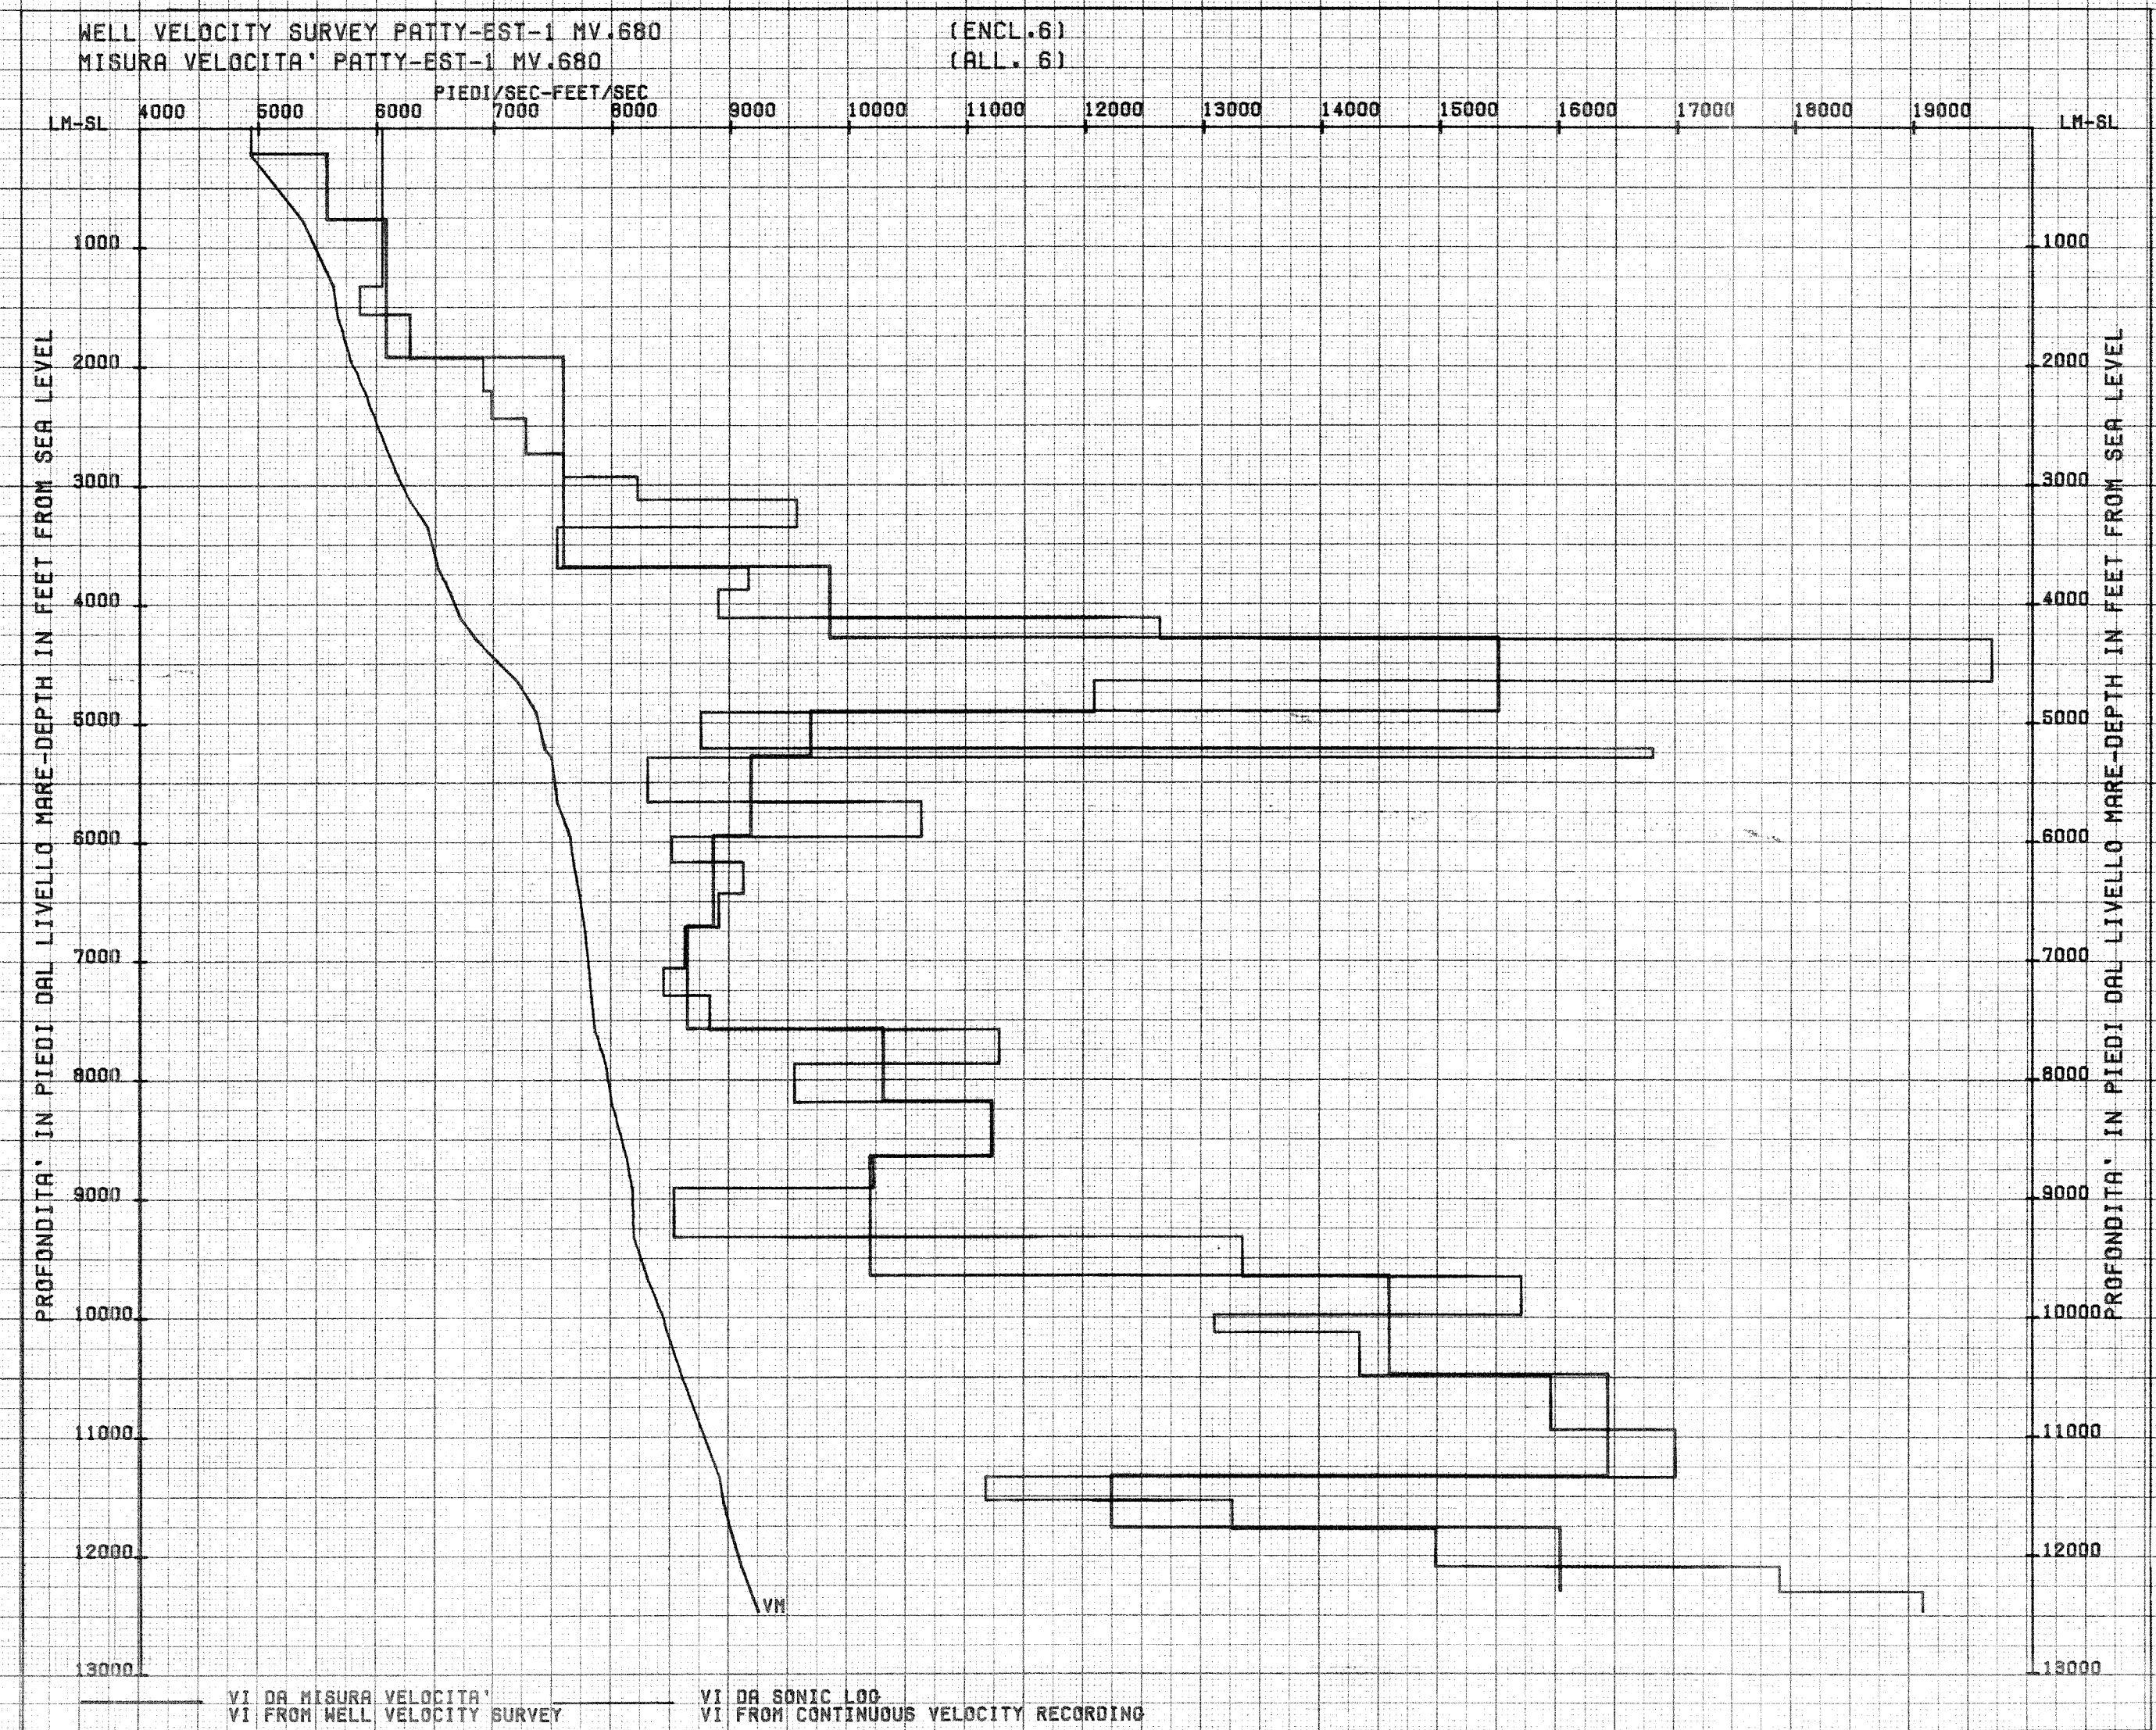 WELL VELOCITY SURVEY PATTY-EST-1 MV.680 (ENCL.6)
MISURA VELOCITA' PATTY-EST-1 MV.680 (ALL. 6)
PIEDI/SEC-FEET/SEC
LM-SL 4000 5000 6000 7000 8000 9000 10000 11000 12000 13000 14000 15000 16000 17000 18000 19000 LM-SL
1000 1000
2000 2000
3000 3000
4000 4000
5000 5000
6000 6000
7000 7000
8000 8000
9000 9000
10000 10000
11000 11000
12000 12000
13000 13000
PROFONDITA' IN PIEDI DAL LIVELLO MARE-DEPTH IN FEET FROM SEA LEVEL
PROFONDITA' IN PIEDI DAL LIVELLO MARE-DEPTH IN FEET FROM SEA LEVEL
VM
VI DA MISURA VELOCITA'
VI FROM WELL VELOCITY SURVEY
VI DA SONIC LOG
VI FROM CONTINUOUS VELOCITY RECORDING